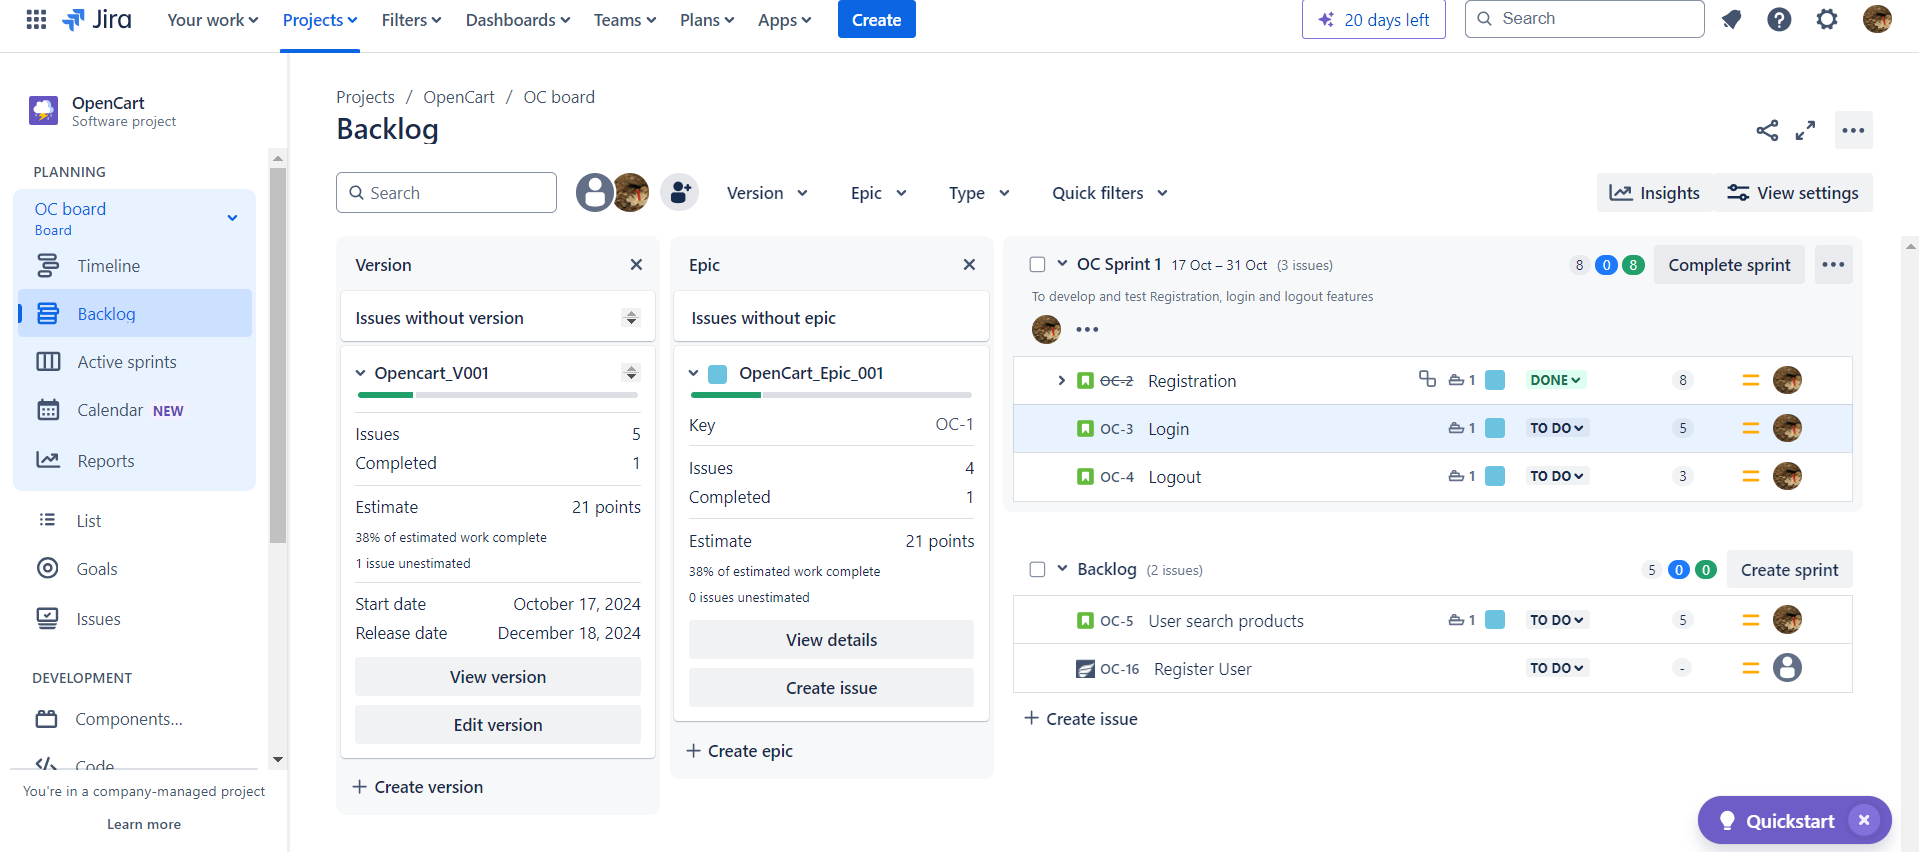 Jira
Your work
Projects
Filters
Dashboards
Teams
Plans
Apps
Create
20 days left
Search
OpenCart
Software project
PLANNING
OC board
Board
Timeline
Backlog
Active sprints
Calendar NEW
Reports
List
Goals
Issues
DEVELOPMENT
Components...
Code
You're in a company-managed project
Learn more
Projects / OpenCart / OC board
Backlog
Search
Version
Epic
Type
Quick filters
Insights
View settings
Version
Issues without version
Opencart_V001
Issues 5
Completed 1
Estimate 21 points
38% of estimated work complete
1 issue unestimated
Start date October 17, 2024
Release date December 18, 2024
View version
Edit version
+ Create version
Epic
Issues without epic
OpenCart_Epic_001
Key OC-1
Issues 4
Completed 1
Estimate 21 points
38% of estimated work complete
0 issues unestimated
View details
Create issue
+ Create epic
OC Sprint 1 17 Oct – 31 Oct (3 issues) 8 0 8 Complete sprint
To develop and test Registration, login and logout features
OC-2 Registration 1 DONE 8
OC-3 Login 1 TO DO 5
OC-4 Logout 1 TO DO 3
Backlog (2 issues) 5 0 0 Create sprint
OC-5 User search products 1 TO DO 5
OC-16 Register User TO DO -
+ Create issue
Quickstart